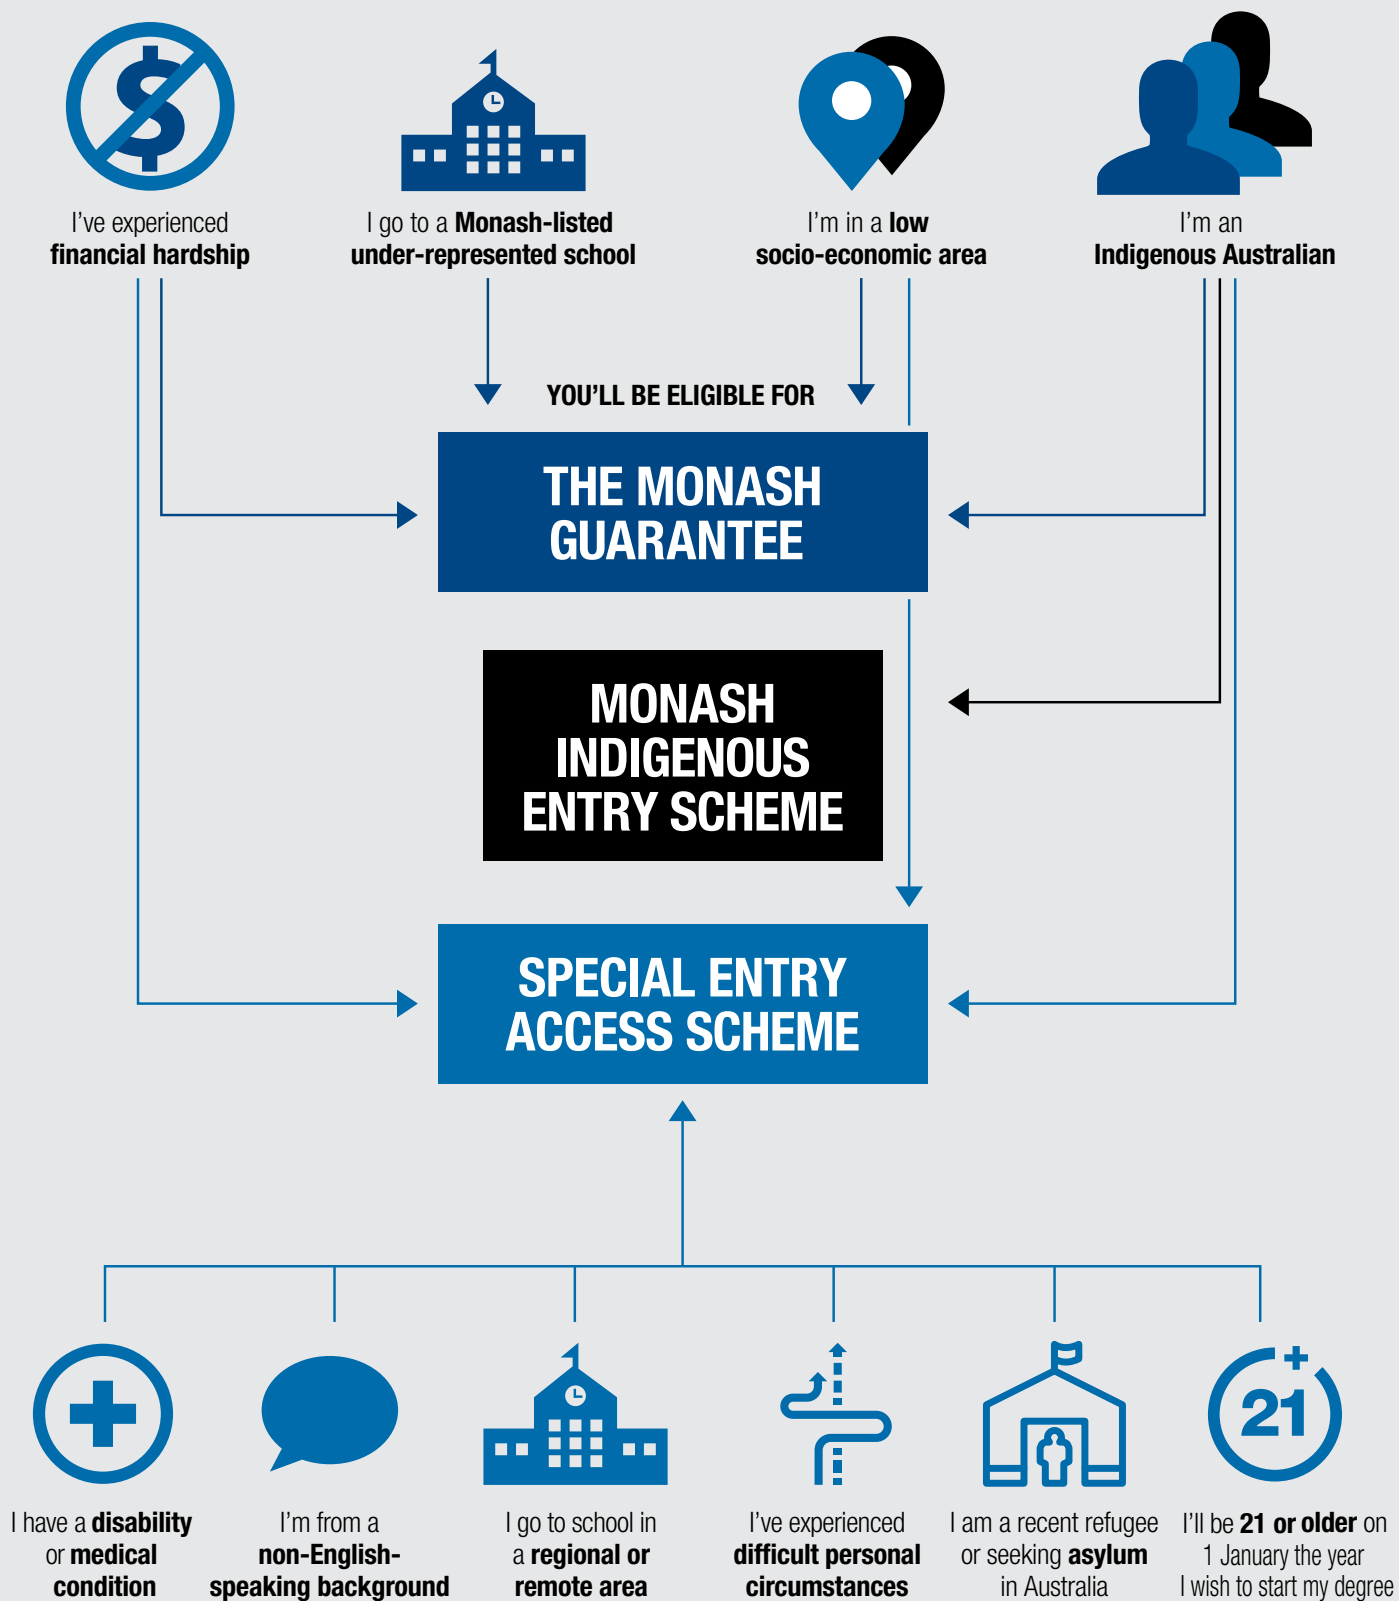 $
I've experienced
financial hardship
I go to a Monash-listed
under-represented school
I'm in a low
socio-economic area
I'm an
Indigenous Australian
YOU'LL BE ELIGIBLE FOR
THE MONASH
GUARANTEE
MONASH
INDIGENOUS
ENTRY SCHEME
SPECIAL ENTRY
ACCESS SCHEME
21+
I have a disability
or medical
condition
I'm from a
non-English-
speaking background
I go to school in
a regional or
remote area
I've experienced
difficult personal
circumstances
I am a recent refugee
or seeking asylum
in Australia
I'll be 21 or older on
1 January the year
I wish to start my degree